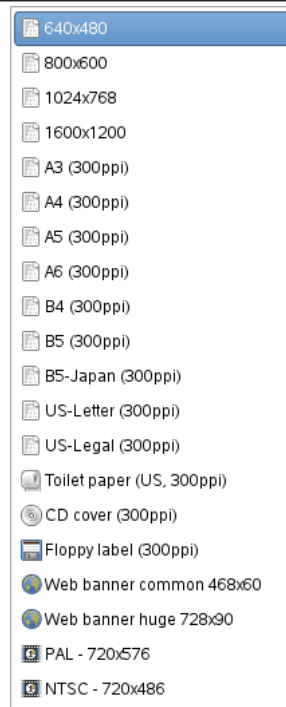 640x480
800x600
1024x768
1600x1200
A3 (300ppi)
A4 (300ppi)
A5 (300ppi)
A6 (300ppi)
B4 (300ppi)
B5 (300ppi)
B5-Japan (300ppi)
US-Letter (300ppi)
US-Legal (300ppi)
Toilet paper (US, 300ppi)
CD cover (300ppi)
Floppy label (300ppi)
Web banner common 468x60
Web banner huge 728x90
PAL - 720x576
NTSC - 720x486